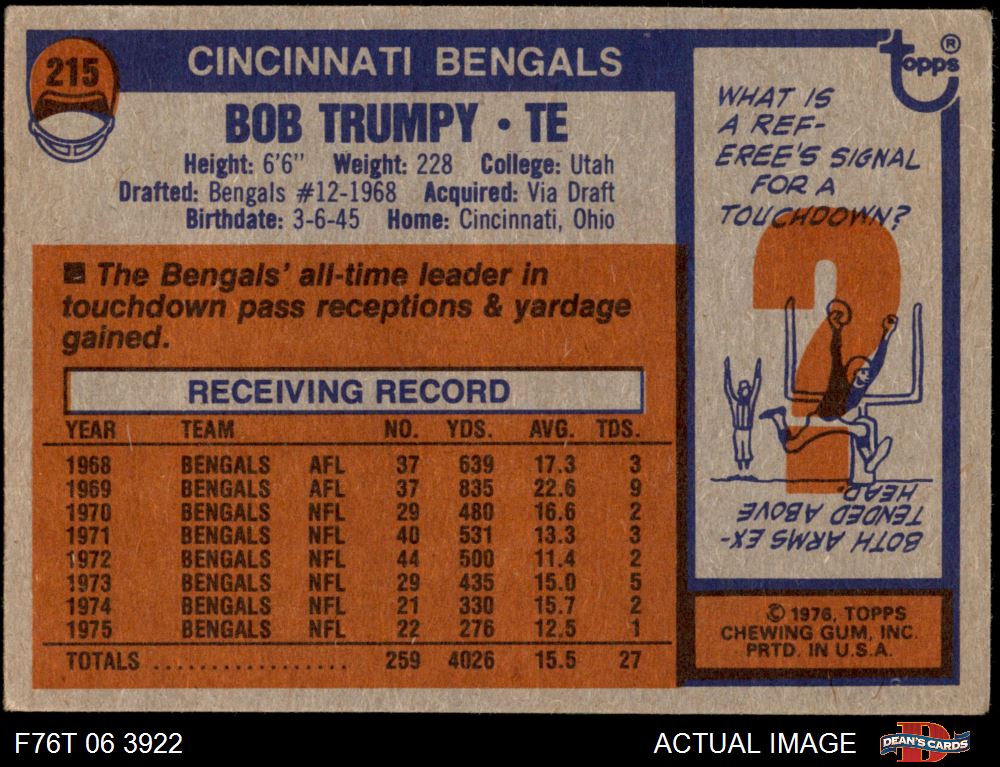 215
CINCINNATI BENGALS
BOB TRUMPY • TE
Height: 6'6" Weight: 228 College: Utah
Drafted: Bengals #12-1968 Acquired: Via Draft
Birthdate: 3-6-45 Home: Cincinnati, Ohio
■ The Bengals' all-time leader in
touchdown pass receptions & yardage
gained.
RECEIVING RECORD
YEAR TEAM NO. YDS. AVG. TDS.
1968 BENGALS AFL 37 639 17.3 3
1969 BENGALS AFL 37 835 22.6 9
1970 BENGALS NFL 29 480 16.6 2
1971 BENGALS NFL 40 531 13.3 3
1972 BENGALS NFL 44 500 11.4 2
1973 BENGALS NFL 29 435 15.0 5
1974 BENGALS NFL 21 330 15.7 2
1975 BENGALS NFL 22 276 12.5 1
TOTALS .................. 259 4026 15.5 27
topps ®
WHAT IS
A REF-
EREE'S SIGNAL
FOR A
TOUCHDOWN?
BOTH ARMS EX-
TENDED ABOVE
HEAD.
© 1976, TOPPS
CHEWING GUM, INC.
PRTD. IN U.S.A.
F76T 06 3922
ACTUAL IMAGE
DEAN'S CARDS